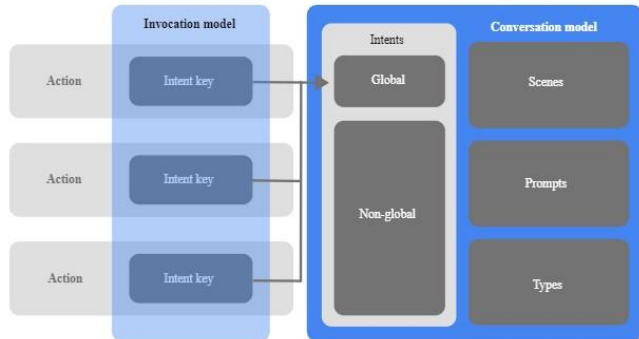 Invocation model
Conversation model
Intents
Action
Intent key
Global
Scenes
Action
Intent key
Non-global
Prompts
Action
Intent key
Types